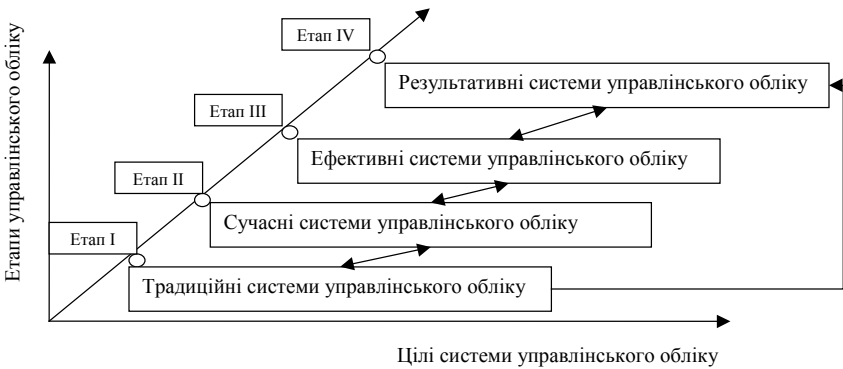 Етап IV
Результативні системи управлінського обліку
Етап III
Ефективні системи управлінського обліку
Етап II
Сучасні системи управлінського обліку
Етап I
Традиційні системи управлінського обліку
Етапи управлінського обліку
Цілі системи управлінського обліку